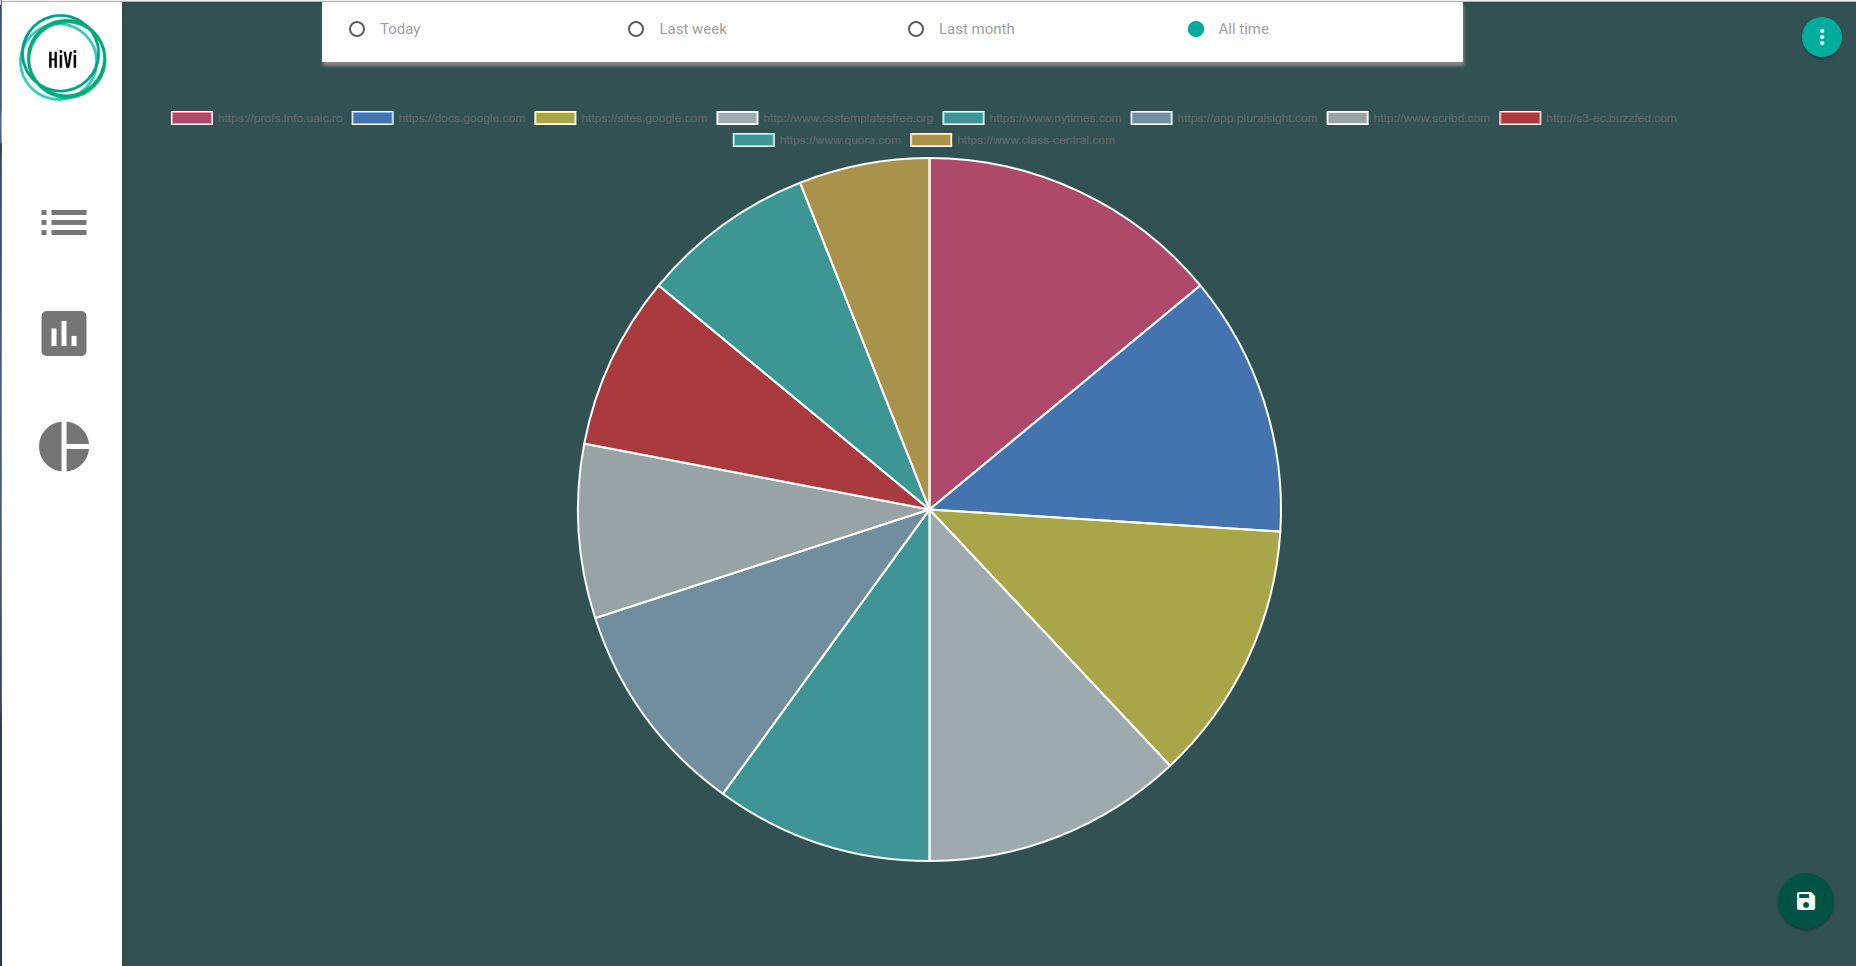 HiVi
Today Last week Last month All time
https://profs.info.uaic.ro https://docs.google.com https://sites.google.com http://www.csstemplatesfree.org https://www.nytimes.com https://app.pluralsight.com http://www.scribd.com http://s3-ec.buzzfed.com
https://www.quora.com https://www.class-central.com